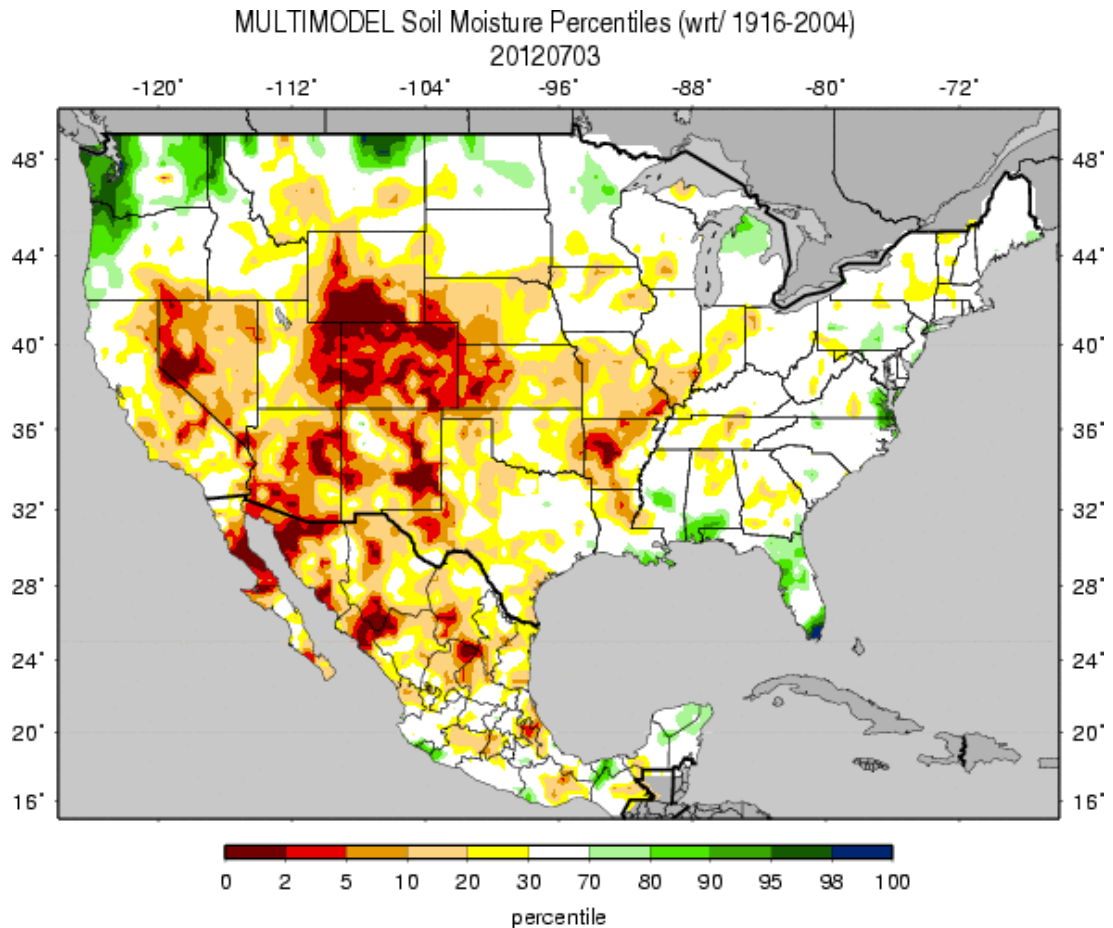 MULTIMODEL Soil Moisture Percentiles (wrt/ 1916-2004)
20120703
-120° -112° -104° -96° -88° -80° -72°
48° 48°
44° 44°
40° 40°
36° 36°
32° 32°
28° 28°
24° 24°
20° 20°
16° 16°
0 2 5 10 20 30 70 80 90 95 98 100
percentile